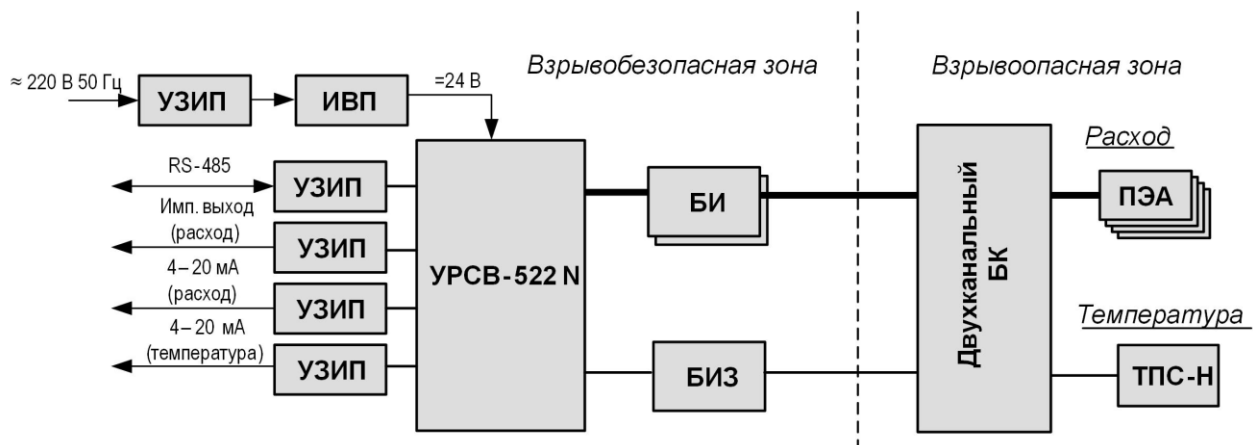 Взрывобезопасная зона
Взрывоопасная зона
≈ 220 В 50 Гц
УЗИП
ИВП
=24 В
RS-485
УЗИП
Имп. выход
(расход)
УЗИП
4–20 мА
(расход)
УЗИП
4–20 мА
(температура)
УЗИП
УРСВ-522 N
БИ
БИЗ
Двухканальный
БК
Расход
ПЭА
Температура
ТПС-Н